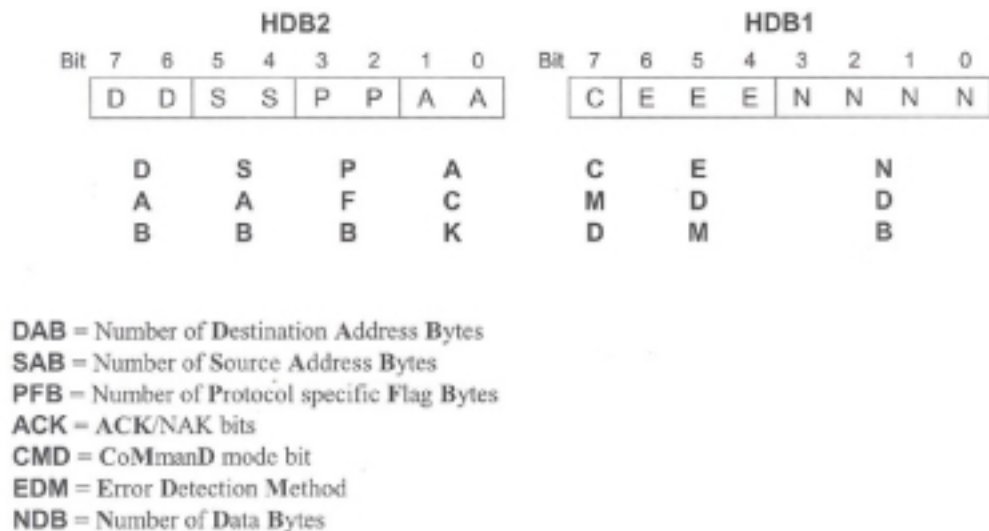 HDB2 HDB1
Bit 7 6 5 4 3 2 1 0 Bit 7 6 5 4 3 2 1 0
D D S S P P A A C E E E N N N N
D S P A C E N
A A F C M D D
B B B K D M B
DAB = Number of Destination Address Bytes
SAB = Number of Source Address Bytes
PFB = Number of Protocol specific Flag Bytes
ACK = ACK/NAK bits
CMD = CoMmanD mode bit
EDM = Error Detection Method
NDB = Number of Data Bytes